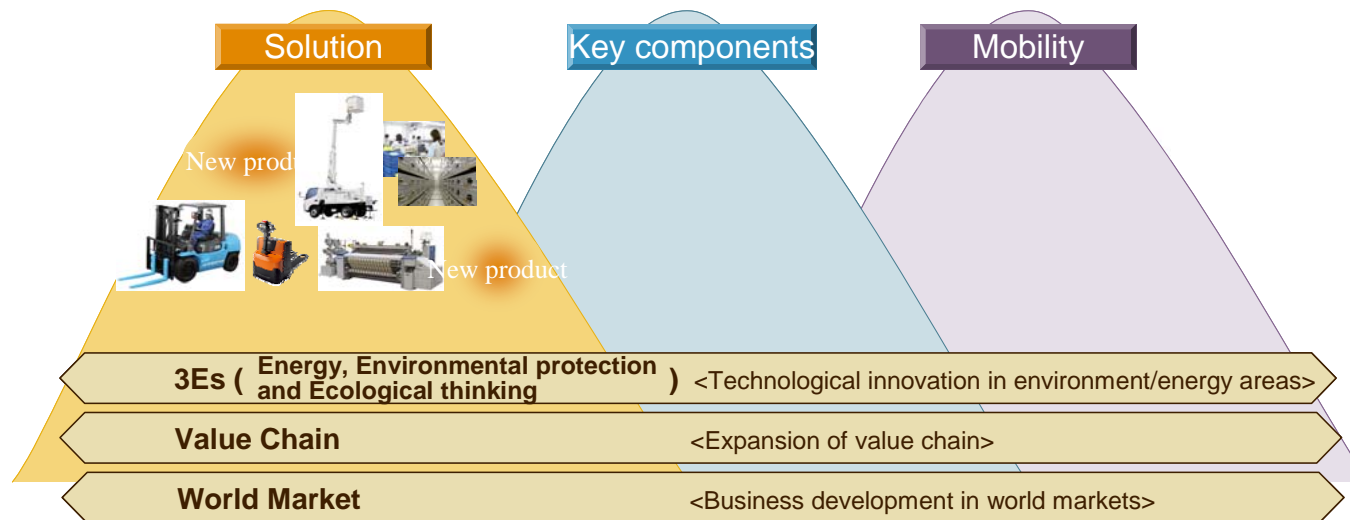 Solution
Key components
Mobility
New produ
New product
3Es ( Energy, Environmental protection
and Ecological thinking ) <Technological innovation in environment/energy areas>
Value Chain <Expansion of value chain>
World Market <Business development in world markets>